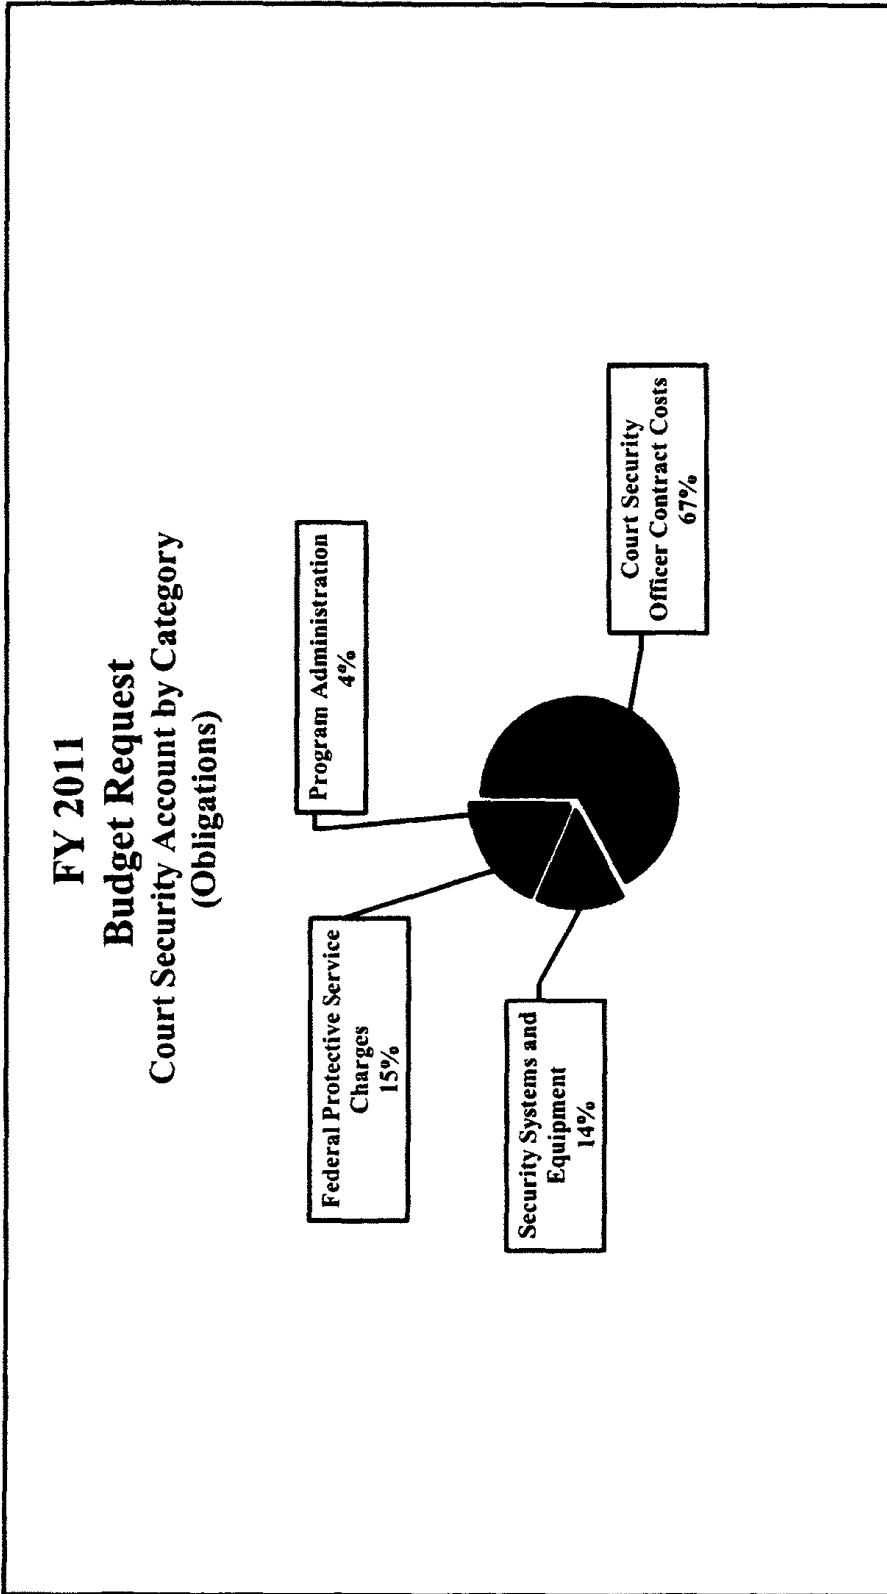 FY 2011
Budget Request
Court Security Account by Category
(Obligations)
Program Administration
4%
Federal Protective Service
Charges
15%
Security Systems and
Equipment
14%
Court Security
Officer Contract Costs
67%